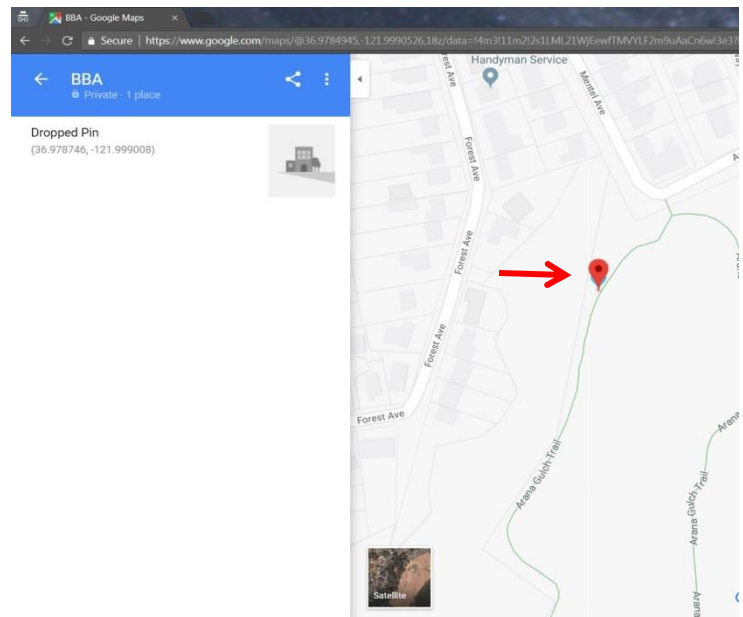 BBA - Google Maps ×
Secure | https://www.google.com/maps/@36.9784945,-121.9990526,18z/data=!4m3!11m2!2s1LML21WjEewfTMVYLF2m9uAaCn6w!3e3?
BBA
Private - 1 place
Dropped Pin
(36.978746, -121.999008)
Handyman Service
Mentel Ave
Forest Ave
Forest Ave
Forest Ave
Forest Ave
Arana Gulch Trail
Arana Gulch Trail
Arana
Arana
Satellite